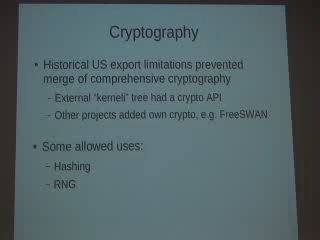 Cryptography
• Historical US export limitations prevented
merge of comprehensive cryptography
– External “kerneli” tree had a crypto API
– Other projects added own crypto, e.g. FreeSWAN
• Some allowed uses:
– Hashing
– RNG